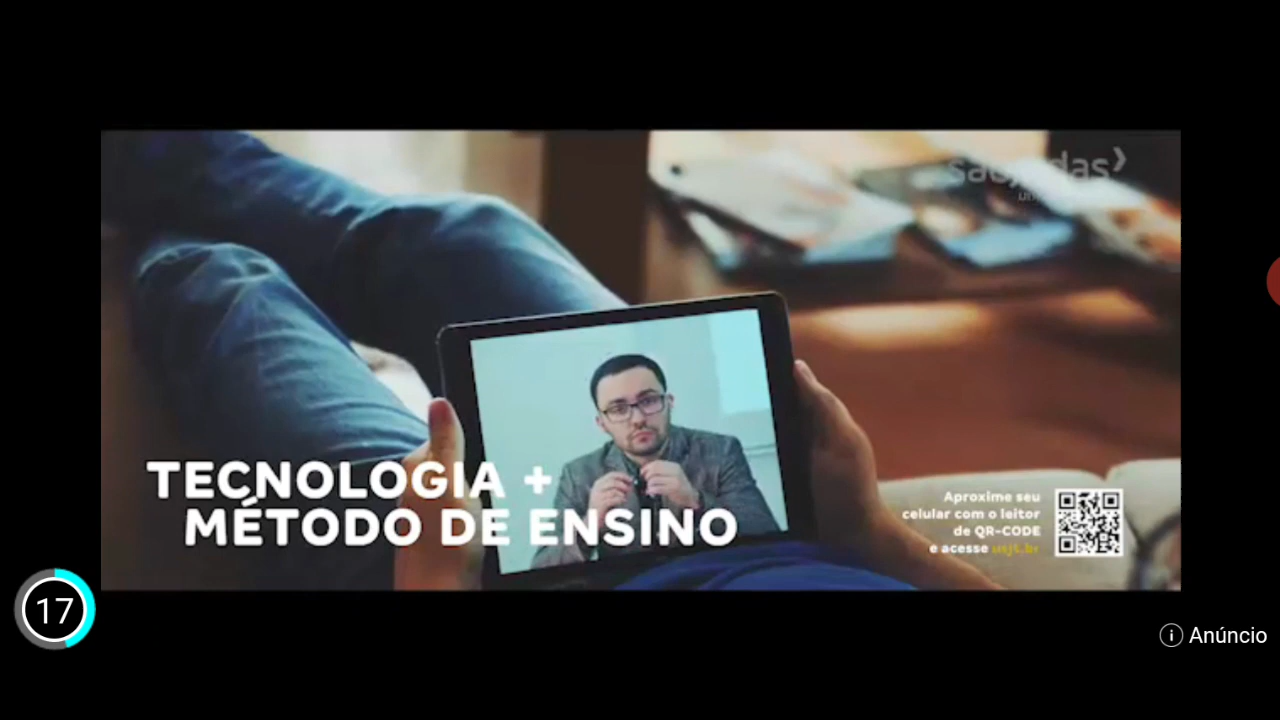 TECNOLOGIA +
MÉTODO DE ENSINO
Aproxime seu
celular com o leitor
de QR-CODE
e acesse usjt.br
17
Anúncio